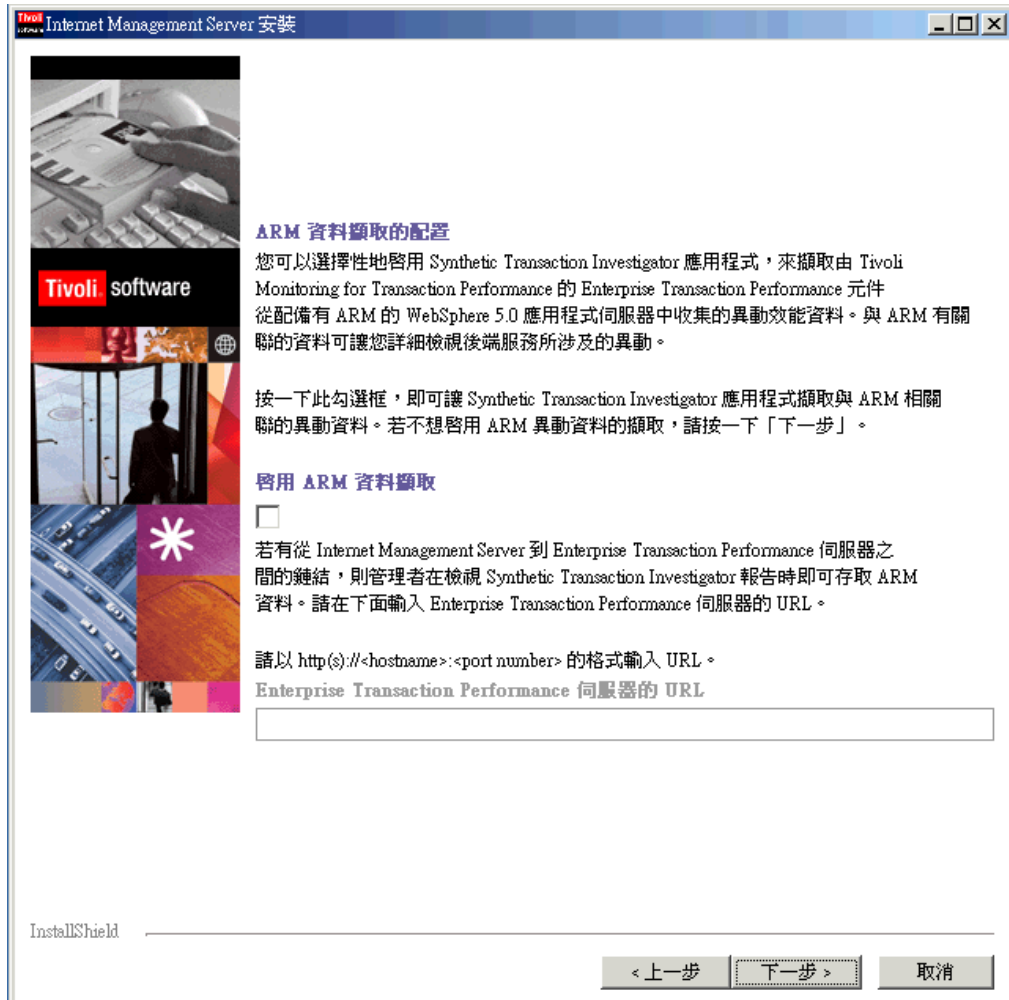 Tivoli
Internet Management Server 安裝
Tivoli software
ARM 資料擷取的配置
您可以選擇性地啓用 Synthetic Transaction Investigator 應用程式，來擷取由 Tivoli
Monitoring for Transaction Performance 的 Enterprise Transaction Performance 元件
從配備有 ARM 的 WebSphere 5.0 應用程式伺服器中收集的異動效能資料。與 ARM 有關
聯的資料可讓您詳細檢視後端服務所涉及的異動。
按一下此勾選框，即可讓 Synthetic Transaction Investigator 應用程式擷取與 ARM 相關
聯的異動資料。若不想啓用 ARM 異動資料的擷取，請按一下「下一步」。
啓用 ARM 資料擷取
若有從 Internet Management Server 到 Enterprise Transaction Performance 伺服器之
間的鏈結，則管理者在檢視 Synthetic Transaction Investigator 報告時即可存取 ARM
資料。請在下面輸入 Enterprise Transaction Performance 伺服器的 URL。
請以 http(s)://<hostname>:<port number> 的格式輸入 URL。
Enterprise Transaction Performance 伺服器的 URL
InstallShield
<上一步
下一步>
取消